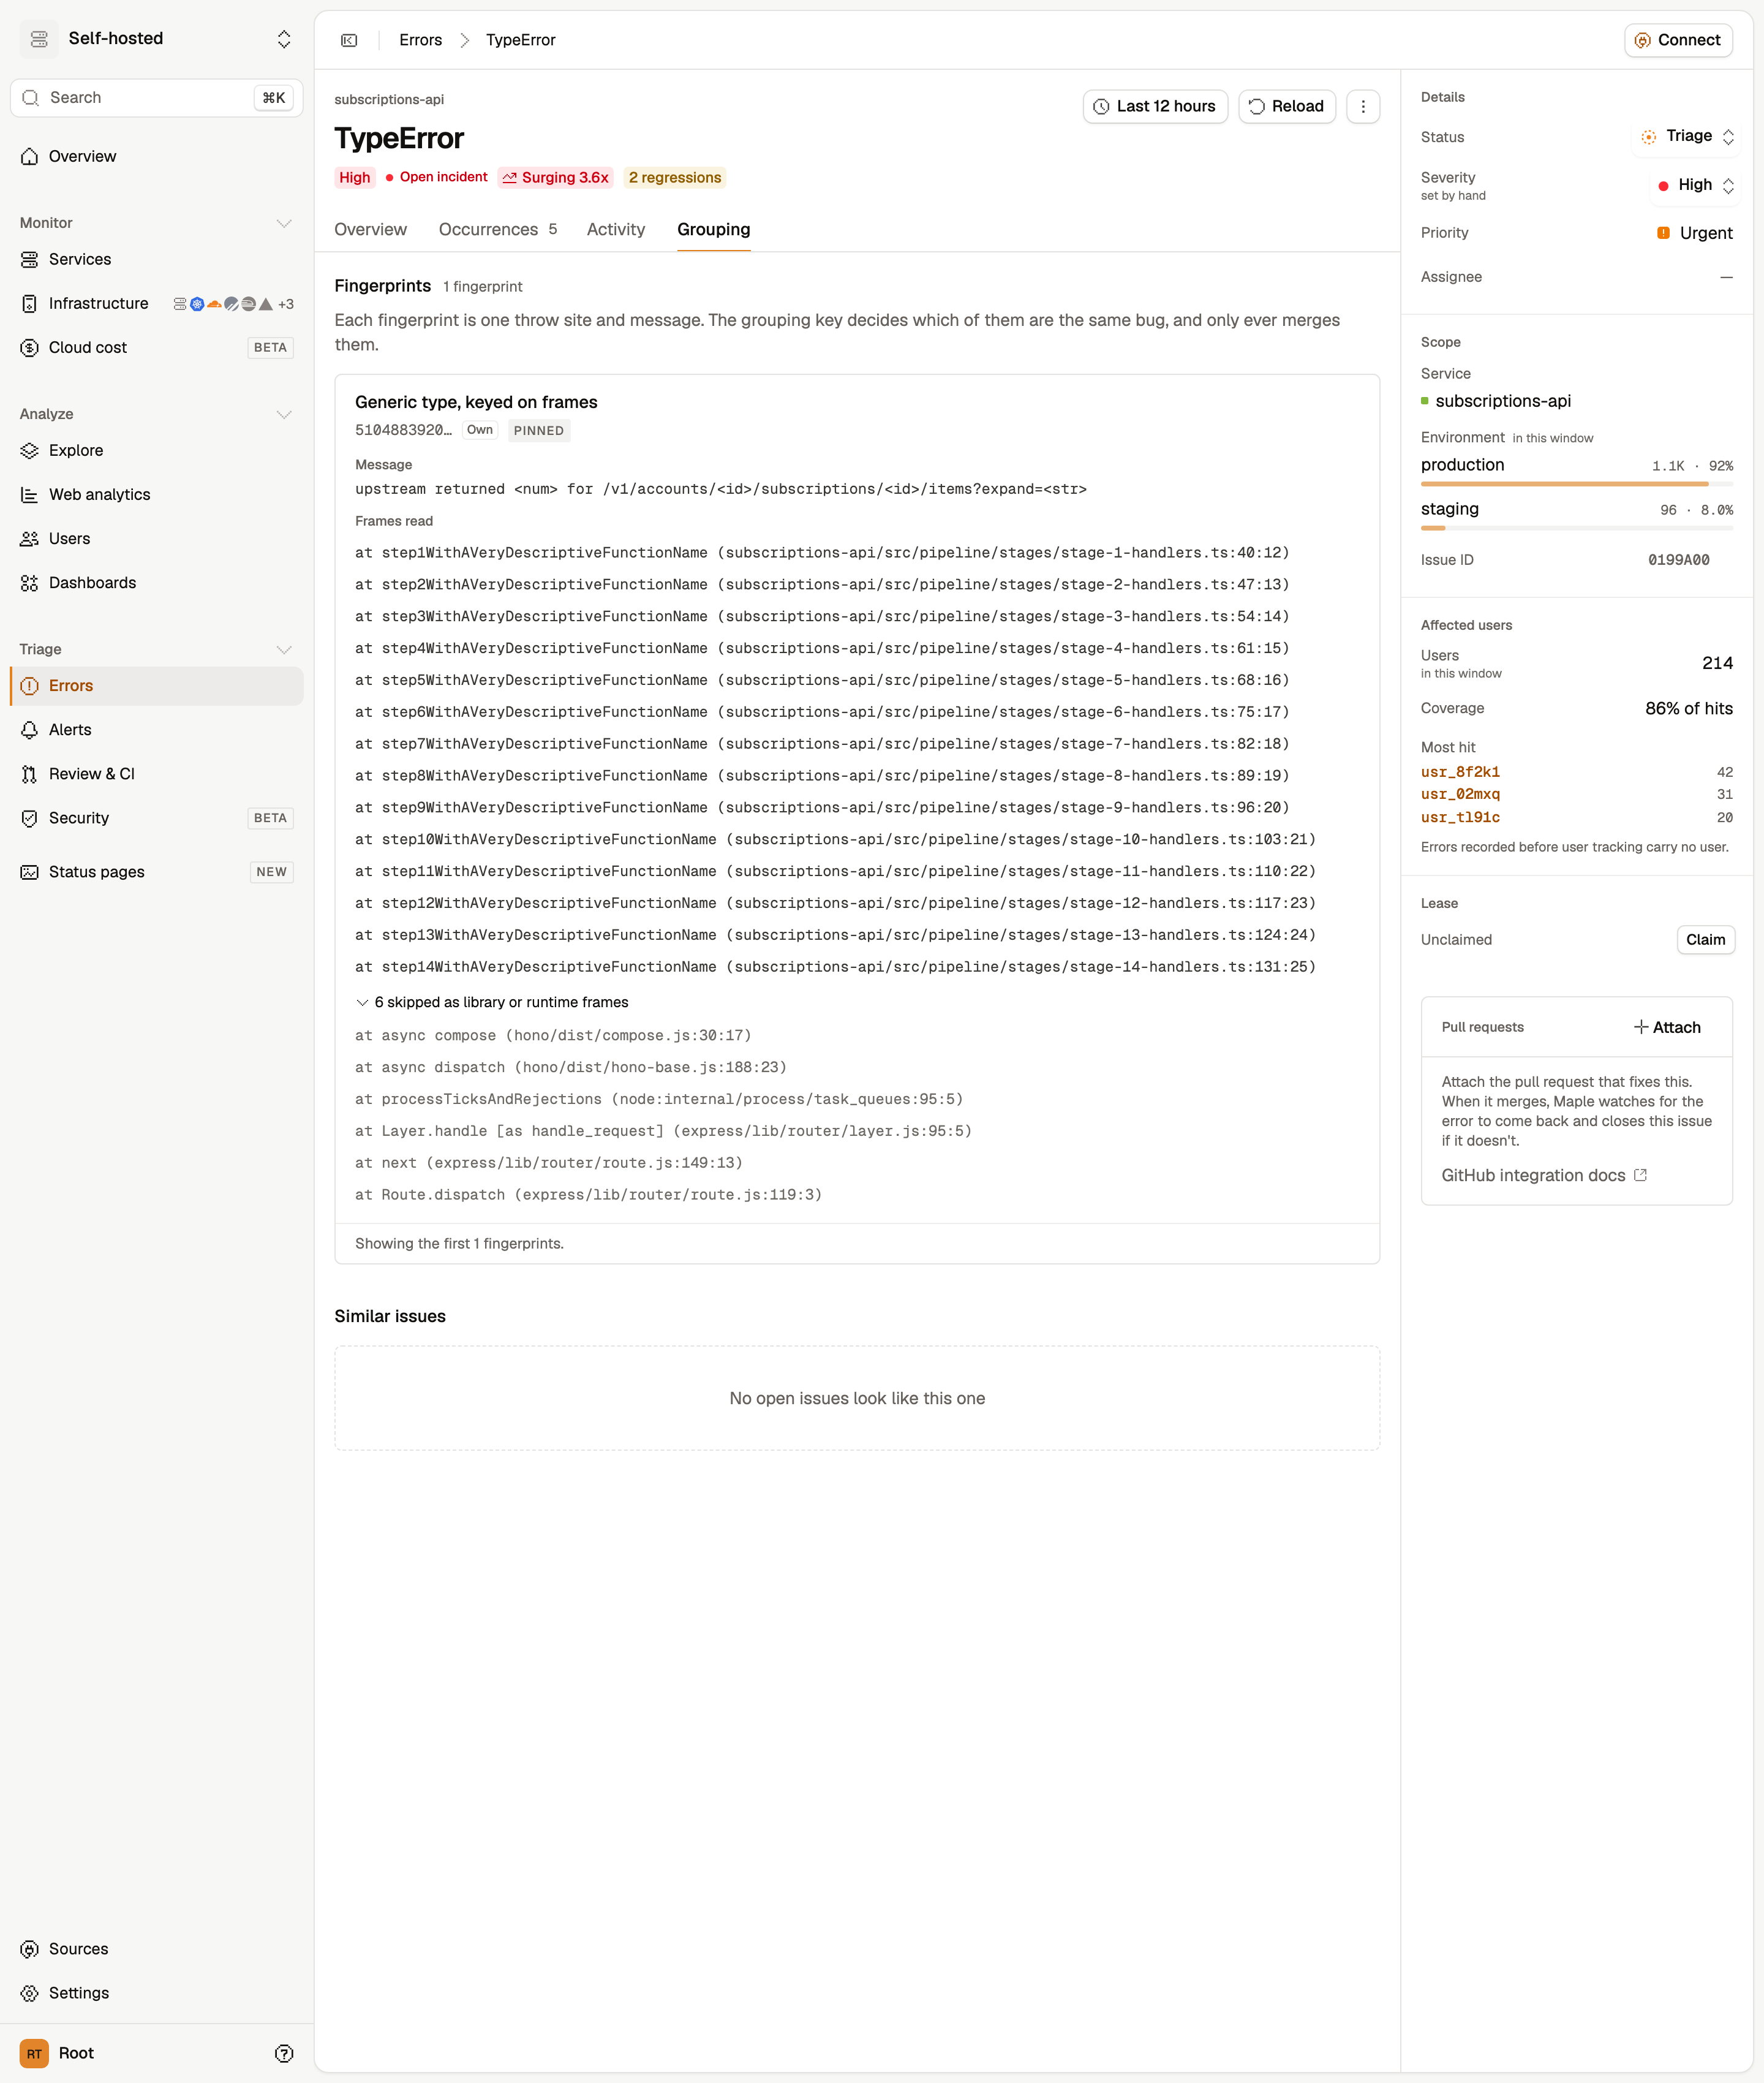 Self-hosted
Search
⌘K
Overview
Monitor
Services
Infrastructure
+3
Cloud cost
BETA
Analyze
Explore
Web analytics
Users
Dashboards
Triage
Errors
Alerts
Review & CI
Security
BETA
Status pages
NEW
Sources
Settings
RT
Root
Errors
TypeError
Connect
subscriptions-api
TypeError
High
Open incident
Surging 3.6x
2 regressions
Last 12 hours
Reload
Overview
Occurrences 5
Activity
Grouping
Fingerprints 1 fingerprint
Each fingerprint is one throw site and message. The grouping key decides which of them are the same bug, and only ever merges
them.
Generic type, keyed on frames
5104883920…
Own
PINNED
Message
upstream returned <num> for /v1/accounts/<id>/subscriptions/<id>/items?expand=<str>
Frames read
at step1WithAVeryDescriptiveFunctionName (subscriptions-api/src/pipeline/stages/stage-1-handlers.ts:40:12)
at step2WithAVeryDescriptiveFunctionName (subscriptions-api/src/pipeline/stages/stage-2-handlers.ts:47:13)
at step3WithAVeryDescriptiveFunctionName (subscriptions-api/src/pipeline/stages/stage-3-handlers.ts:54:14)
at step4WithAVeryDescriptiveFunctionName (subscriptions-api/src/pipeline/stages/stage-4-handlers.ts:61:15)
at step5WithAVeryDescriptiveFunctionName (subscriptions-api/src/pipeline/stages/stage-5-handlers.ts:68:16)
at step6WithAVeryDescriptiveFunctionName (subscriptions-api/src/pipeline/stages/stage-6-handlers.ts:75:17)
at step7WithAVeryDescriptiveFunctionName (subscriptions-api/src/pipeline/stages/stage-7-handlers.ts:82:18)
at step8WithAVeryDescriptiveFunctionName (subscriptions-api/src/pipeline/stages/stage-8-handlers.ts:89:19)
at step9WithAVeryDescriptiveFunctionName (subscriptions-api/src/pipeline/stages/stage-9-handlers.ts:96:20)
at step10WithAVeryDescriptiveFunctionName (subscriptions-api/src/pipeline/stages/stage-10-handlers.ts:103:21)
at step11WithAVeryDescriptiveFunctionName (subscriptions-api/src/pipeline/stages/stage-11-handlers.ts:110:22)
at step12WithAVeryDescriptiveFunctionName (subscriptions-api/src/pipeline/stages/stage-12-handlers.ts:117:23)
at step13WithAVeryDescriptiveFunctionName (subscriptions-api/src/pipeline/stages/stage-13-handlers.ts:124:24)
at step14WithAVeryDescriptiveFunctionName (subscriptions-api/src/pipeline/stages/stage-14-handlers.ts:131:25)
6 skipped as library or runtime frames
at async compose (hono/dist/compose.js:30:17)
at async dispatch (hono/dist/hono-base.js:188:23)
at processTicksAndRejections (node:internal/process/task_queues:95:5)
at Layer.handle [as handle_request] (express/lib/router/layer.js:95:5)
at next (express/lib/router/route.js:149:13)
at Route.dispatch (express/lib/router/route.js:119:3)
Showing the first 1 fingerprints.
Similar issues
No open issues look like this one
Details
Status
Triage
Severity
set by hand
High
Priority
Urgent
Assignee
—
Scope
Service
subscriptions-api
Environment in this window
production
1.1K · 92%
staging
96 · 8.0%
Issue ID
0199A00
Affected users
Users
in this window
214
Coverage
86% of hits
Most hit
usr_8f2k1
42
usr_02mxq
31
usr_tl91c
20
Errors recorded before user tracking carry no user.
Lease
Unclaimed
Claim
Pull requests
Attach
Attach the pull request that fixes this.
When it merges, Maple watches for the
error to come back and closes this issue
if it doesn't.
GitHub integration docs